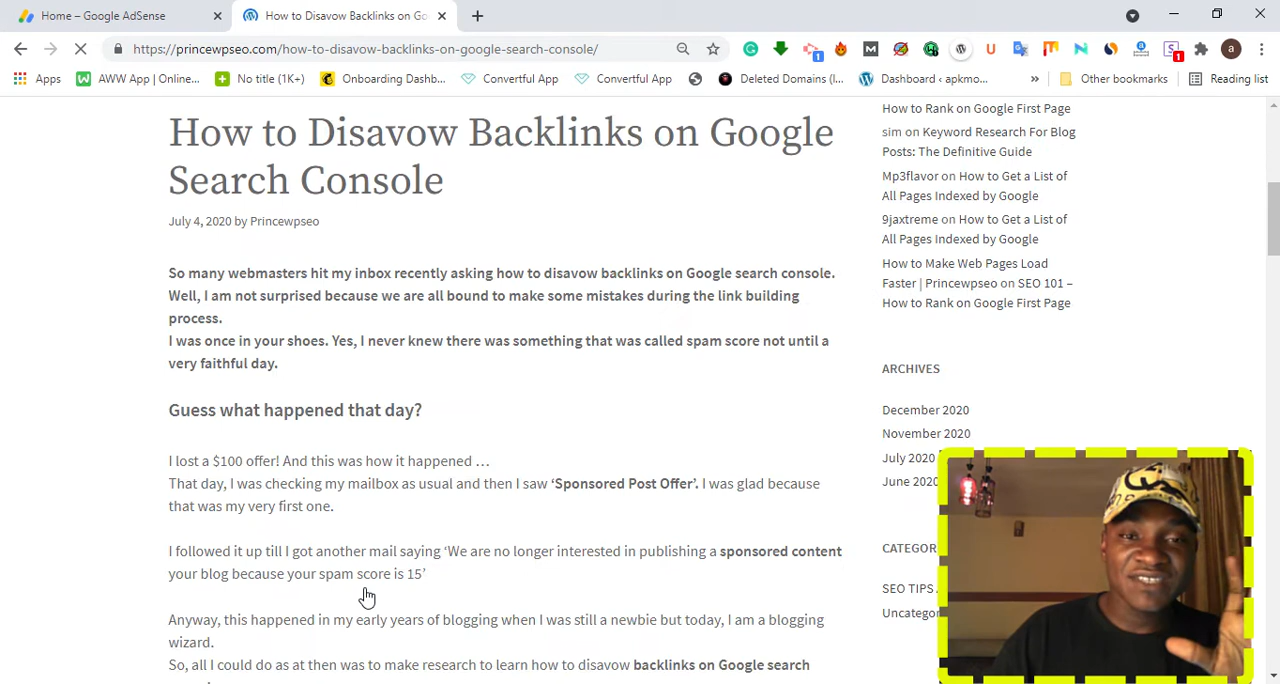 Home – Google AdSense
How to Disavow Backlinks on Go
https://princewpseo.com/how-to-disavow-backlinks-on-google-search-console/
Apps
AWW App | Online...
No title (1K+)
Onboarding Dashb...
Convertful App
Convertful App
Deleted Domains (l...
Dashboard ‹ apkmo...
»
Other bookmarks
Reading list
How to Disavow Backlinks on Google
Search Console
July 4, 2020 by Princewpseo
So many webmasters hit my inbox recently asking how to disavow backlinks on Google search console.
Well, I am not surprised because we are all bound to make some mistakes during the link building
process.
I was once in your shoes. Yes, I never knew there was something that was called spam score not until a
very faithful day.
Guess what happened that day?
I lost a $100 offer! And this was how it happened …
That day, I was checking my mailbox as usual and then I saw ‘Sponsored Post Offer’. I was glad because
that was my very first one.
I followed it up till I got another mail saying ‘We are no longer interested in publishing a sponsored content
your blog because your spam score is 15’
Anyway, this happened in my early years of blogging when I was still a newbie but today, I am a blogging
wizard.
So, all I could do as at then was to make research to learn how to disavow backlinks on Google search
How to Rank on Google First Page
sim on Keyword Research For Blog
Posts: The Definitive Guide
Mp3flavor on How to Get a List of
All Pages Indexed by Google
9jaxtreme on How to Get a List of
All Pages Indexed by Google
How to Make Web Pages Load
Faster | Princewpseo on SEO 101 –
How to Rank on Google First Page
ARCHIVES
December 2020
November 2020
July 2020
June 202
CATEGOR
SEO TIPS
Uncatego